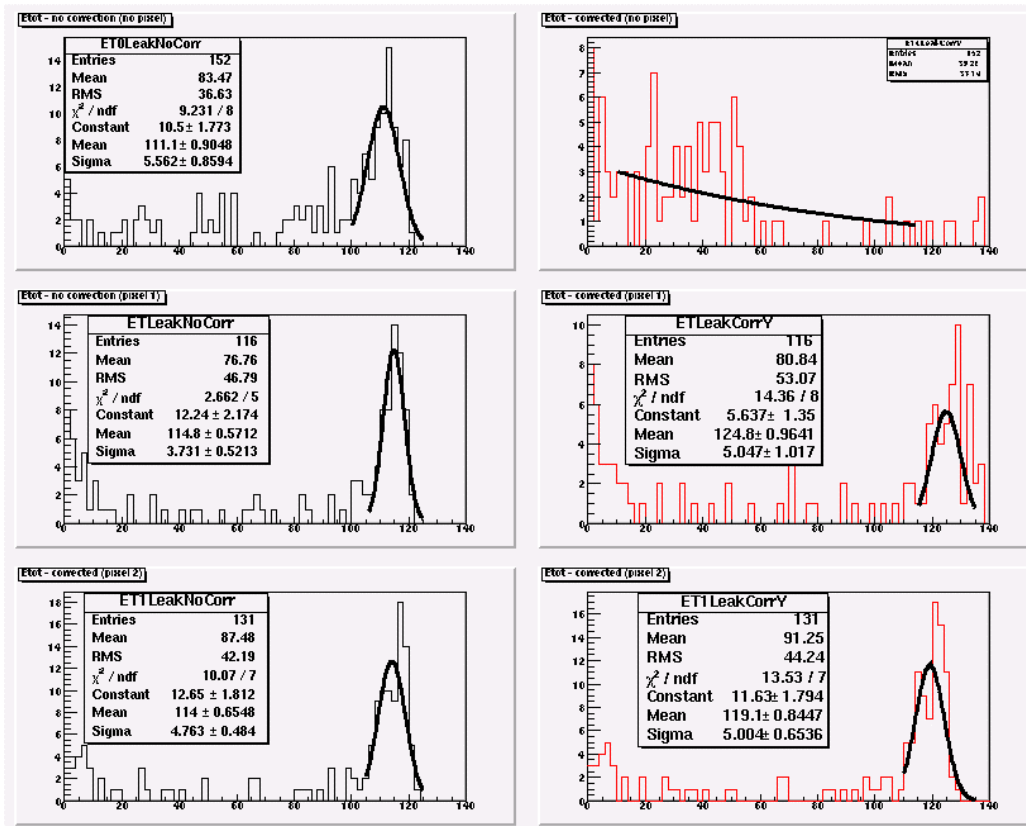 Etot - no correction (no pixel)
ET0LeakNoCorr
Entries 152
Mean 83.47
RMS 36.63
χ² / ndf 9.231 / 8
Constant 10.5 ± 1.773
Mean 111.1 ± 0.9048
Sigma 5.562 ± 0.8594
14
12
10
8
6
4
2
0
0 20 40 60 80 100 120 140
Etot - corrected (no pixel)
Entries 152
Mean
RMS
8
7
6
5
4
3
2
1
0
0 20 40 60 80 100 120 140
Etot - no correction (pixel 1)
ETLeakNoCorr
Entries 116
Mean 76.76
RMS 46.79
χ² / ndf 2.662 / 5
Constant 12.24 ± 2.174
Mean 114.8 ± 0.5712
Sigma 3.731 ± 0.5213
14
12
10
8
6
4
2
0
0 20 40 60 80 100 120 140
Etot - corrected (pixel 1)
ETLeakCorrY
Entries 116
Mean 80.84
RMS 53.07
χ² / ndf 14.36 / 8
Constant 5.637 ± 1.35
Mean 124.8 ± 0.9641
Sigma 5.047 ± 1.017
10
8
6
4
2
0
0 20 40 60 80 100 120 140
Etot - corrected (pixel 2)
ET1LeakNoCorr
Entries 131
Mean 87.48
RMS 42.19
χ² / ndf 10.07 / 7
Constant 12.65 ± 1.812
Mean 114 ± 0.6548
Sigma 4.763 ± 0.484
18
16
14
12
10
8
6
4
2
0
0 20 40 60 80 100 120 140
Etot - corrected (pixel 2)
ET1LeakCorrY
Entries 131
Mean 91.25
RMS 44.24
χ² / ndf 13.53 / 7
Constant 11.63 ± 1.794
Mean 119.1 ± 0.8447
Sigma 5.004 ± 0.6536
18
16
14
12
10
8
6
4
2
0
0 20 40 60 80 100 120 140